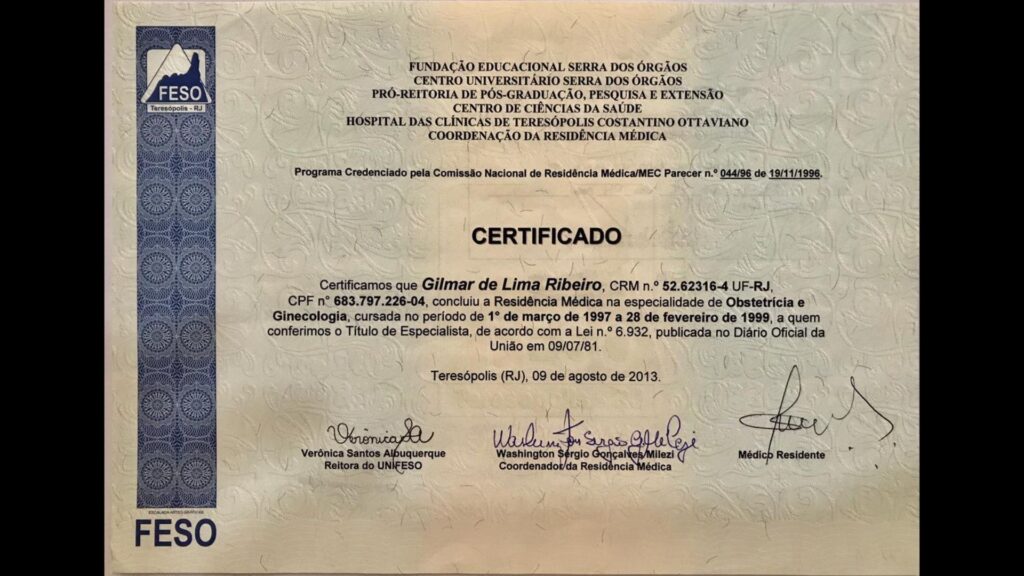 FESO
Teresópolis - RJ
FUNDAÇÃO EDUCACIONAL SERRA DOS ÓRGÃOS
CENTRO UNIVERSITÁRIO SERRA DOS ÓRGÃOS
PRÓ-REITORIA DE PÓS-GRADUAÇÃO, PESQUISA E EXTENSÃO
CENTRO DE CIÊNCIAS DA SAÚDE
HOSPITAL DAS CLÍNICAS DE TERESÓPOLIS COSTANTINO OTTAVIANO
COORDENAÇÃO DA RESIDÊNCIA MÉDICA
Programa Credenciado pela Comissão Nacional de Residência Médica/MEC Parecer n.º 044/96 de 19/11/1996.
CERTIFICADO
Certificamos que Gilmar de Lima Ribeiro, CRM n.º 52.62316-4 UF-RJ,
CPF n° 683.797.226-04, concluiu a Residência Médica na especialidade de Obstetrícia e
Ginecologia, cursada no período de 1° de março de 1997 a 28 de fevereiro de 1999, a quem
conferimos o Título de Especialista, de acordo com a Lei n.º 6.932, publicada no Diário Oficial da
União em 09/07/81.
Teresópolis (RJ), 09 de agosto de 2013.
Verônica Santos Albuquerque
Reitora do UNIFESO
Washington Sérgio Gonçalves Milezi
Coordenador da Residência Médica
Médico Residente
FESO